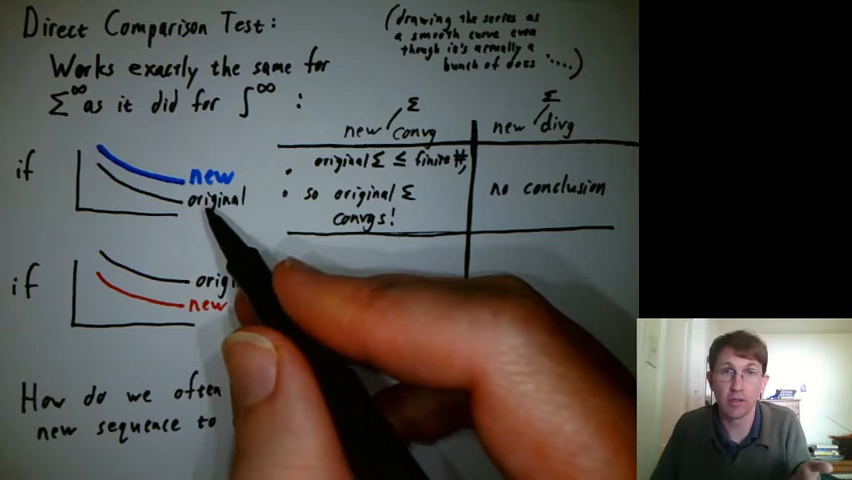 Direct Comparison Test:
(drawing the series as
a smooth curve even
though it's actually a
bunch of dots ·····)
Works exactly the same for
Σ^∞ as it did for ∫^∞ :
Σ
new convg
Σ
new divg
if
new
original
• original Σ ≤ finite #,
• so original Σ
convgs!
no conclusion
if
new
How do we often
new sequence to